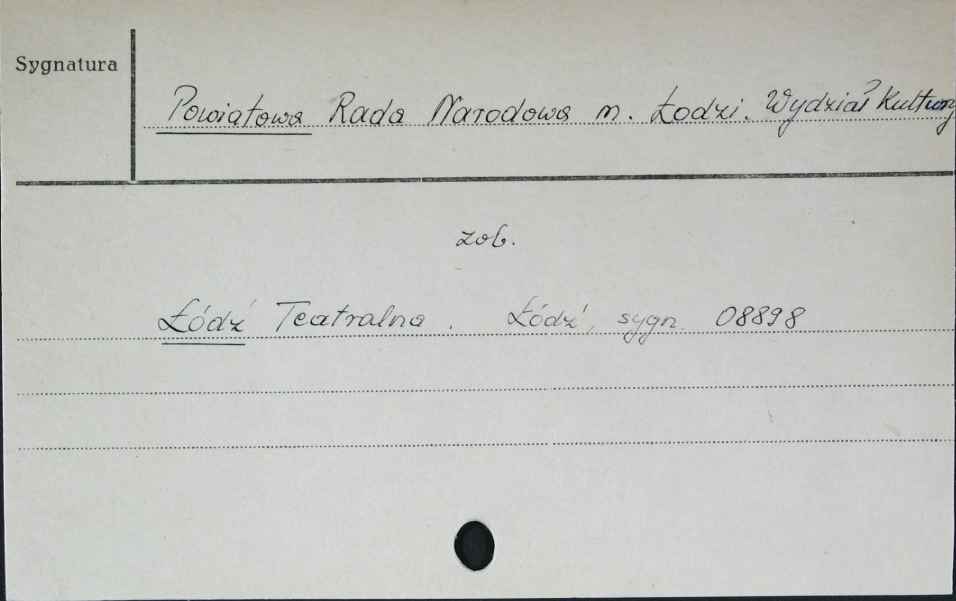 Sygnatura
Powiatowa Rada Narodowa m. Łodzi. Wydział Kultury
zob.
Łódź Teatralna. Łódź, sygn. 08898